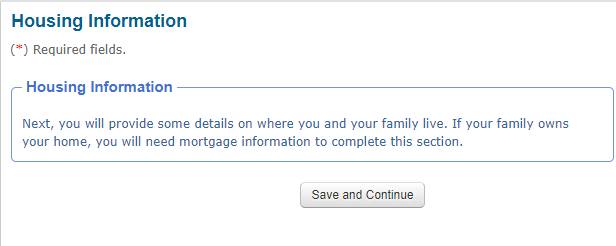 Housing Information
(*) Required fields.
Housing Information
Next, you will provide some details on where you and your family live. If your family owns
your home, you will need mortgage information to complete this section.
Save and Continue